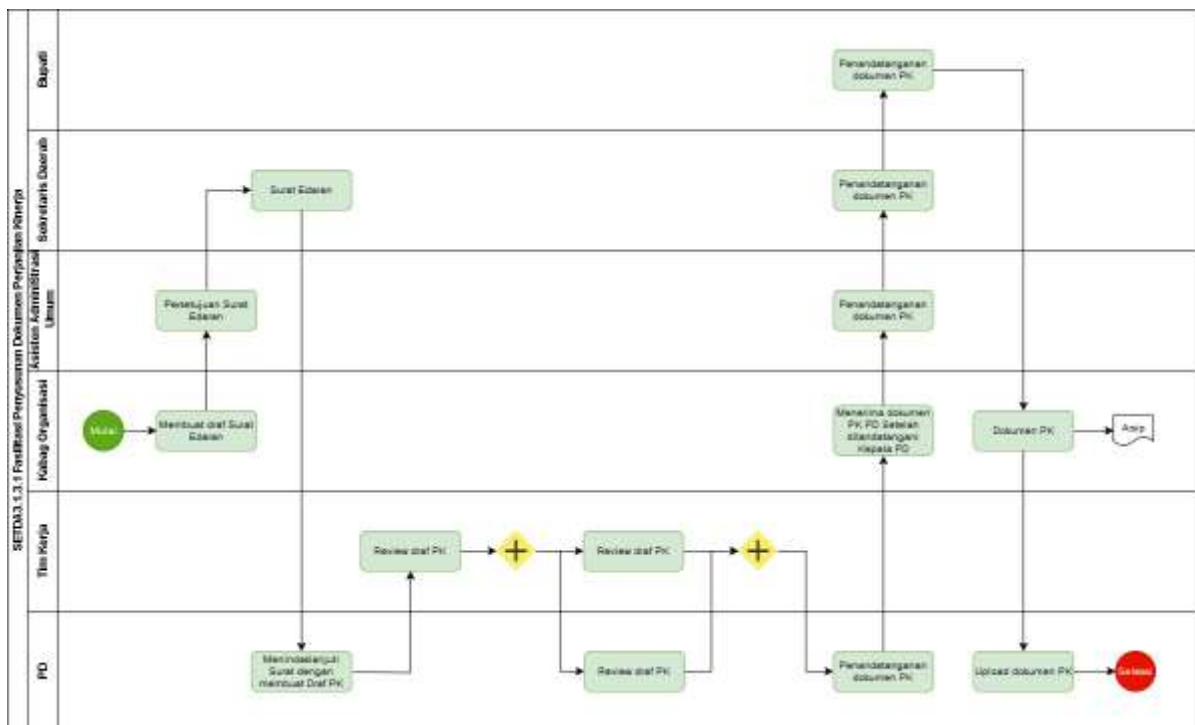 SETDA3.1.3.1 Fasilitasi Penyusunan Dokumen Perjanjian Kinerja
Bupati
Penandatanganan
dokumen PK
Sekretaris Daerah
Surat Edaran
Penandatanganan
dokumen PK
Asisten Administrasi
Umum
Persetujuan Surat
Edaran
Penandatanganan
dokumen PK
Kabag Organisasi
Mulai
Membuat draf Surat
Edaran
Menerima dokumen
PK PD Setelah
ditandatangani
Kepala PD
Dokumen PK
Arsip
Tim Kerja
Review draf PK
Review draf PK
PD
Menindaklanjuti
Surat dengan
membuat Draf PK
Review draf PK
Penandatanganan
dokumen PK
Upload dokumen PK
Selesai